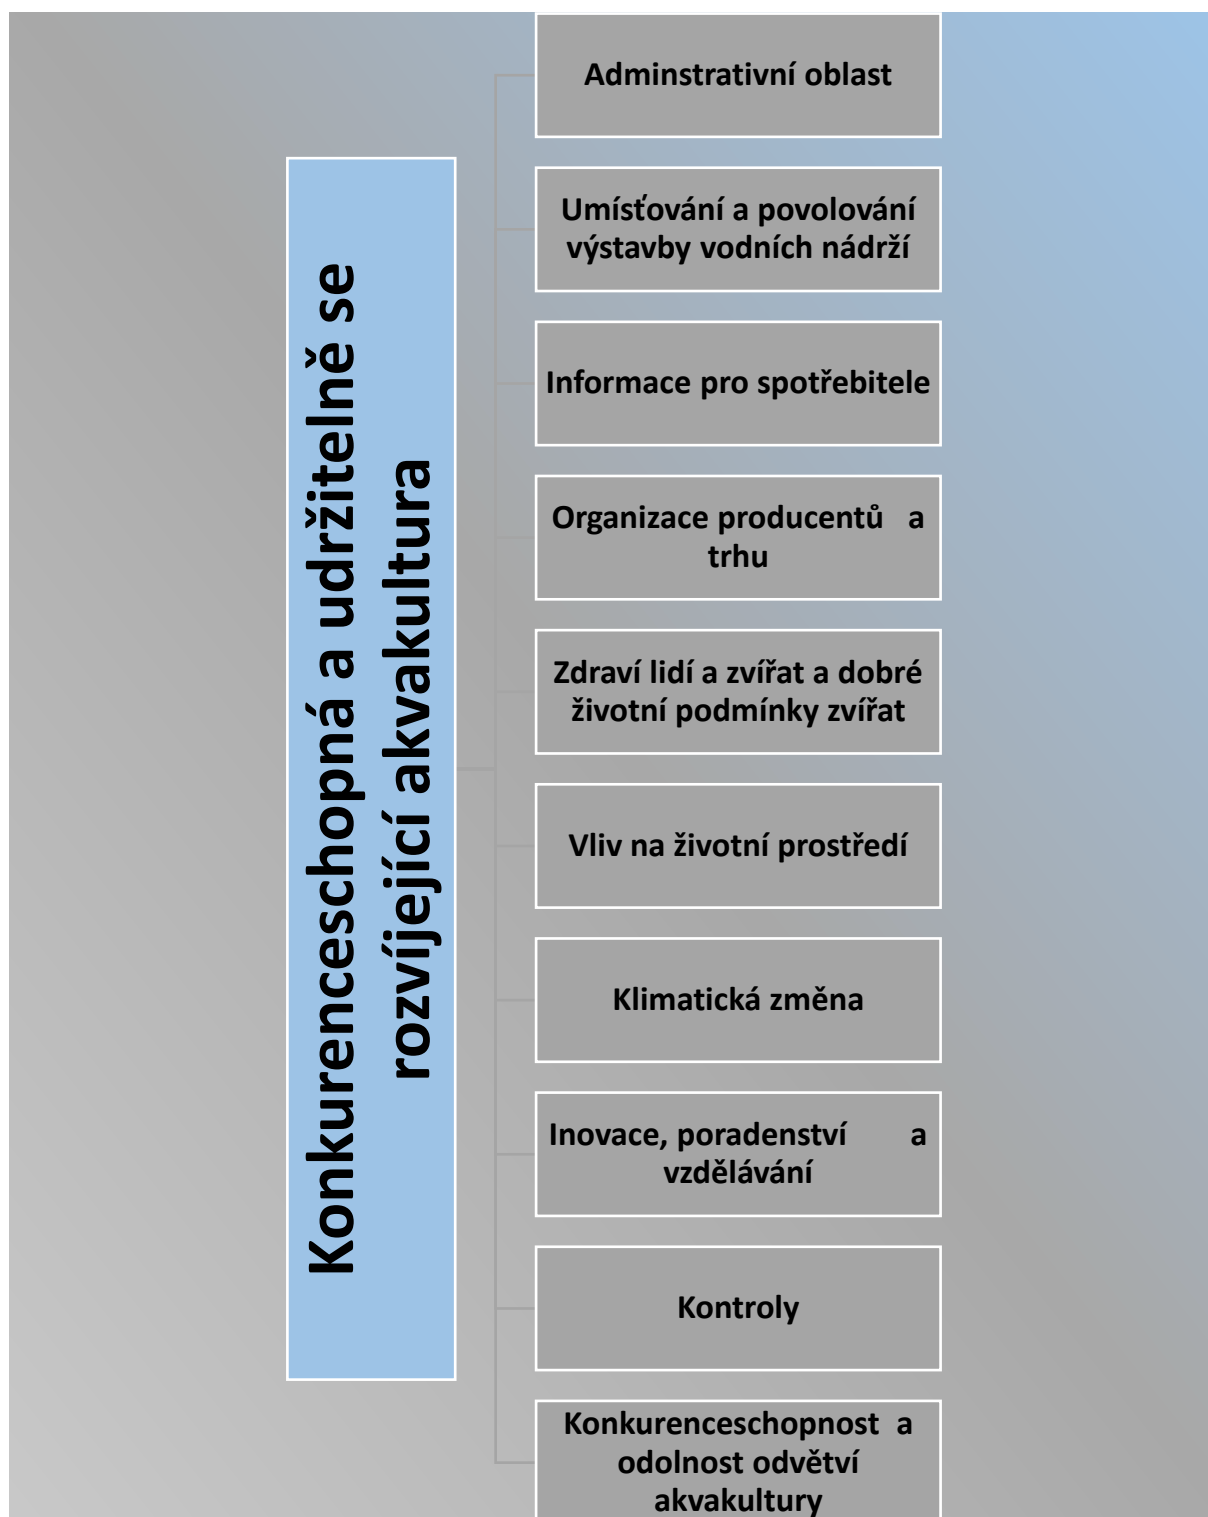 Konkurenceschopná a udržitelně se
rozvíjející akvakultura
Adminstrativní oblast
Umísťování a povolování
výstavby vodních nádrží
Informace pro spotřebitele
Organizace producentů a
trhu
Zdraví lidí a zvířat a dobré
životní podmínky zvířat
Vliv na životní prostředí
Klimatická změna
Inovace, poradenství a
vzdělávání
Kontroly
Konkurenceschopnost a
odolnost odvětví
akvakultury